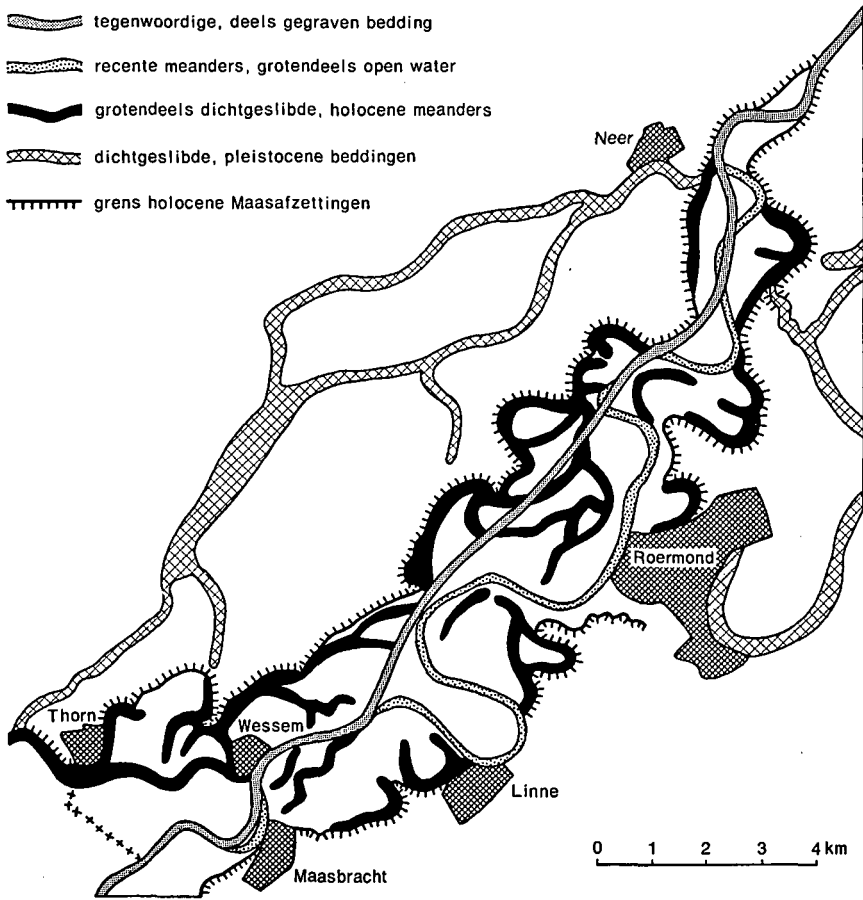 tegenwoordige, deels gegraven bedding
recente meanders, grotendeels open water
grotendeels dichtgeslibde, holocene meanders
dichtgeslibde, pleistocene beddingen
grens holocene Maasafzettingen
Neer
Roermond
Thorn
Wessem
Linne
Maasbracht
0 1 2 3 4 km